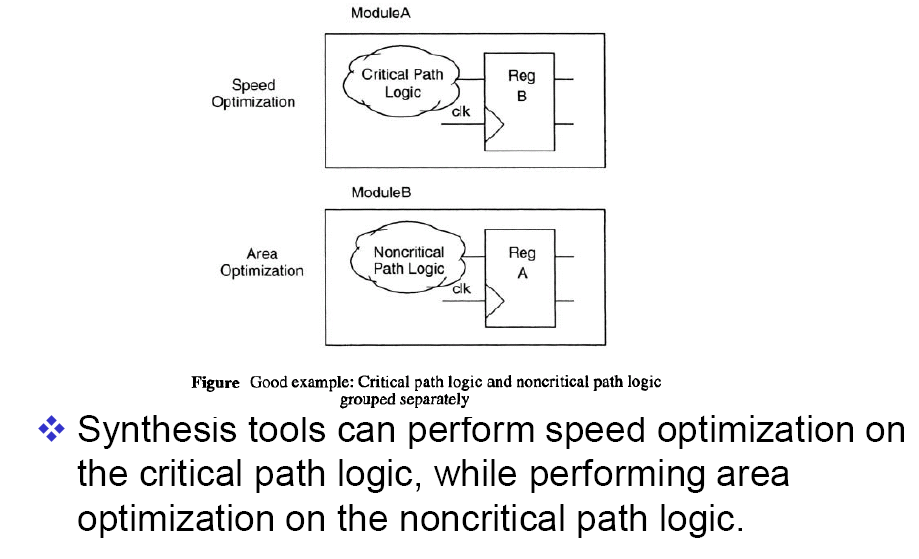 ModuleA
Speed
Optimization
Critical Path
Logic
clk
Reg
B
ModuleB
Area
Optimization
Noncritical
Path Logic
clk
Reg
A
Figure Good example: Critical path logic and noncritical path logic
grouped separately
Synthesis tools can perform speed optimization on
the critical path logic, while performing area
optimization on the noncritical path logic.